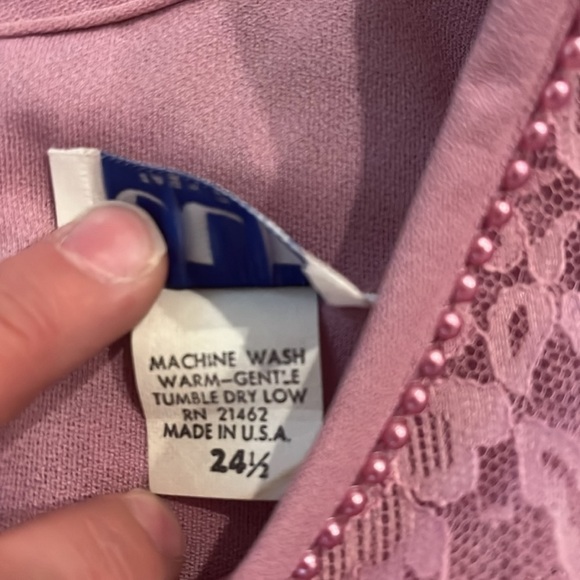 MACHINE WASH
WARM–GENTLE
TUMBLE DRY LOW
RN 21462
MADE IN U.S.A.
24½